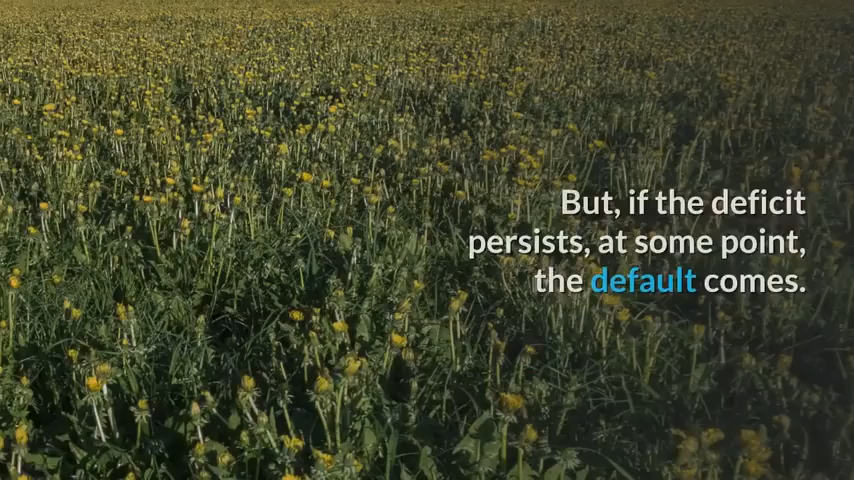 But, if the deficit
persists, at some point,
the default comes.